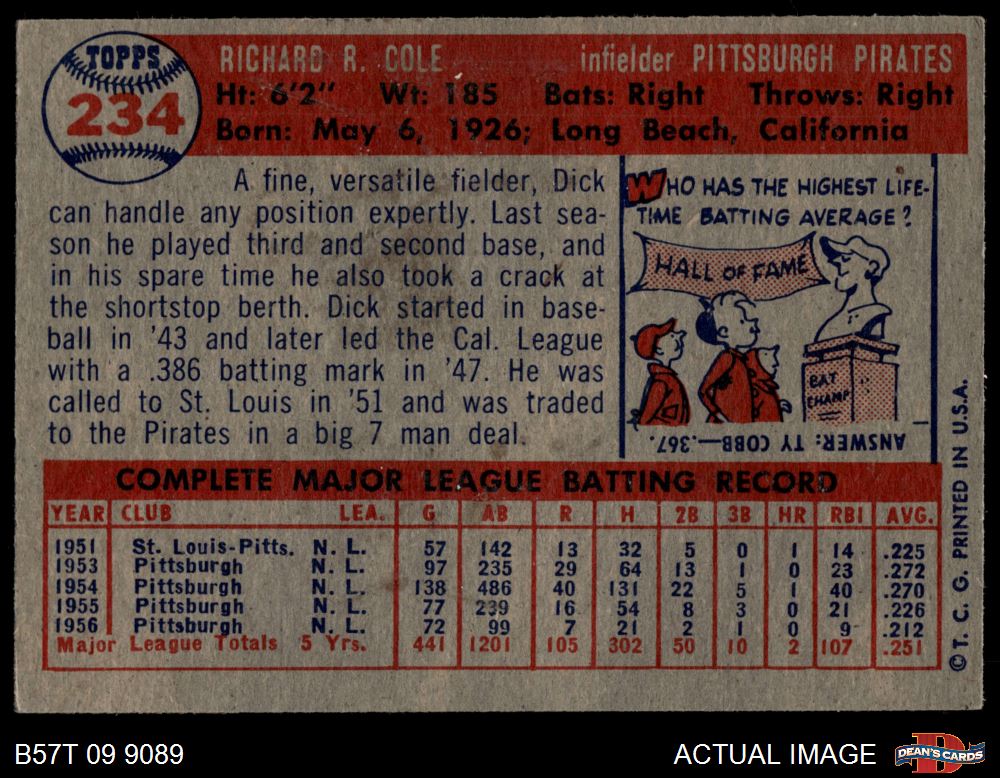 TOPPS
234
RICHARD R. COLE infielder PITTSBURGH PIRATES
Ht: 6'2" Wt: 185 Bats: Right Throws: Right
Born: May 6, 1926; Long Beach, California
A fine, versatile fielder, Dick
can handle any position expertly. Last sea-
son he played third and second base, and
in his spare time he also took a crack at
the shortstop berth. Dick started in base-
ball in '43 and later led the Cal. League
with a .386 batting mark in '47. He was
called to St. Louis in '51 and was traded
to the Pirates in a big 7 man deal.
WHO HAS THE HIGHEST LIFE-
TIME BATTING AVERAGE?
HALL OF FAME
BAT
CHAMP
ANSWER: TY COBB—.367.
COMPLETE MAJOR LEAGUE BATTING RECORD
YEAR CLUB LEA. G AB R H 2B 3B HR RBI AVG.
1951 St. Louis-Pitts. N. L. 57 142 13 32 5 0 1 14 .225
1953 Pittsburgh N. L. 97 235 29 64 13 1 0 23 .272
1954 Pittsburgh N. L. 138 486 40 131 22 5 1 40 .270
1955 Pittsburgh N. L. 77 239 16 54 8 3 0 21 .226
1956 Pittsburgh N. L. 72 99 7 21 2 1 0 9 .212
Major League Totals 5 Yrs. 441 1201 105 302 50 10 2 107 .251
© T. C. G. PRINTED IN U.S.A.
B57T 09 9089
ACTUAL IMAGE
DEAN'S CARDS